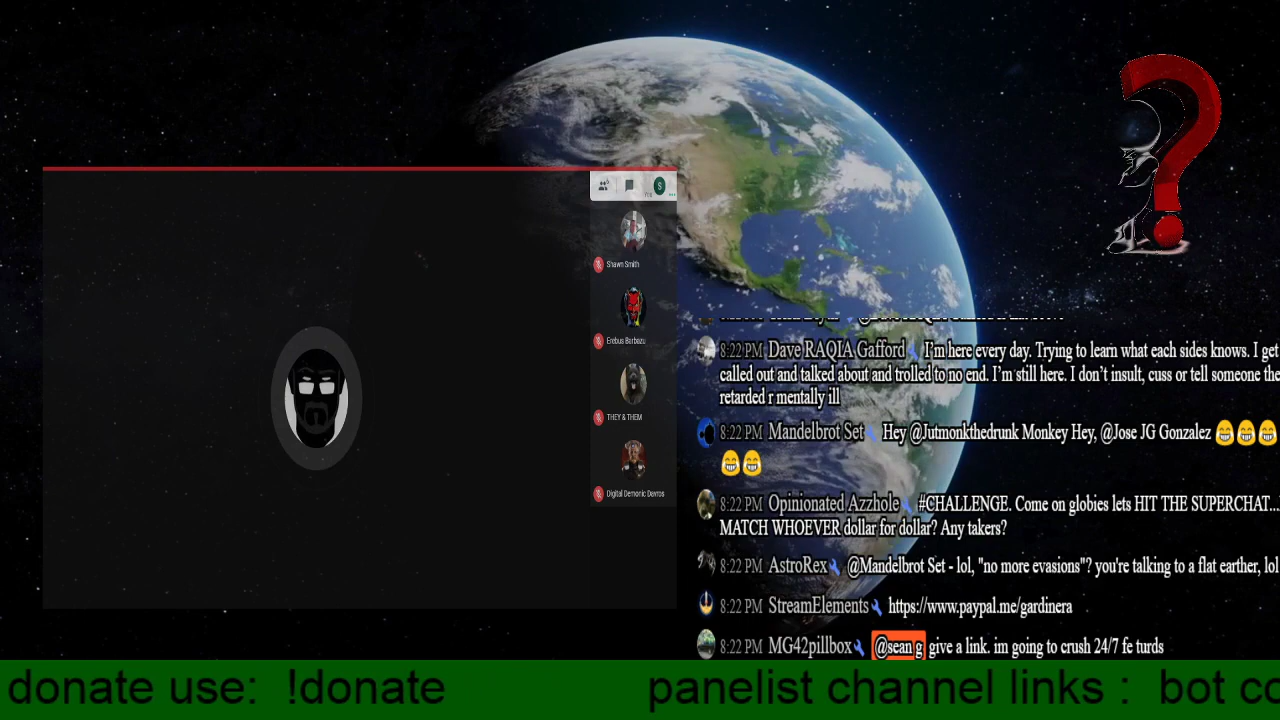 You
S
Shawn Smith
Erebus Barbazu
THEY & THEM
Digital Demonic Davros
8:22 PM Dave RAQIA Gafford I'm here every day. Trying to learn what each sides knows. I get
called out and talked about and trolled to no end. I'm still here. I don't insult, cuss or tell someone the
retarded r mentally ill
8:22 PM Mandelbrot Set Hey @Jutmonkthedrunk Monkey Hey, @Jose JG Gonzalez 😁😁😁
😁😁
8:22 PM Opinionated Azzhole #CHALLENGE. Come on globies lets HIT THE SUPERCHAT...
MATCH WHOEVER dollar for dollar? Any takers?
8:22 PM AstroRex @Mandelbrot Set - lol, "no more evasions"? you're talking to a flat earther, lol
8:22 PM StreamElements https://www.paypal.me/gardinera
8:22 PM MG42pillbox @sean g give a link. im going to crush 24/7 fe turds
donate use: !donate panelist channel links : bot co